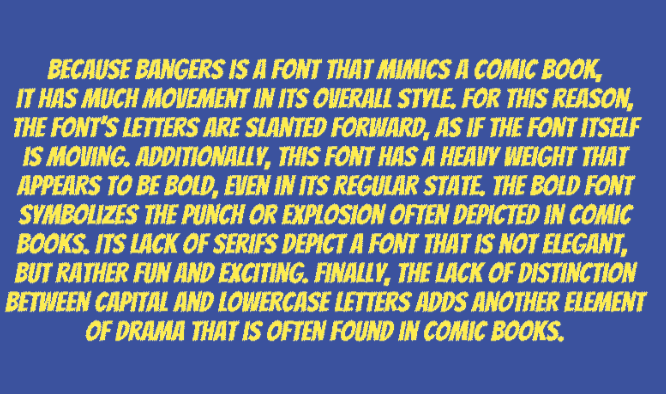 BECAUSE BANGERS IS A FONT THAT MIMICS A COMIC BOOK,
IT HAS MUCH MOVEMENT IN ITS OVERALL STYLE. FOR THIS REASON,
THE FONT'S LETTERS ARE SLANTED FORWARD, AS IF THE FONT ITSELF
IS MOVING. ADDITIONALLY, THIS FONT HAS A HEAVY WEIGHT THAT
APPEARS TO BE BOLD, EVEN IN ITS REGULAR STATE. THE BOLD FONT
SYMBOLIZES THE PUNCH OR EXPLOSION OFTEN DEPICTED IN COMIC
BOOKS. ITS LACK OF SERIFS DEPICT A FONT THAT IS NOT ELEGANT,
BUT RATHER FUN AND EXCITING. FINALLY, THE LACK OF DISTINCTION
BETWEEN CAPITAL AND LOWERCASE LETTERS ADDS ANOTHER ELEMENT
OF DRAMA THAT IS OFTEN FOUND IN COMIC BOOKS.